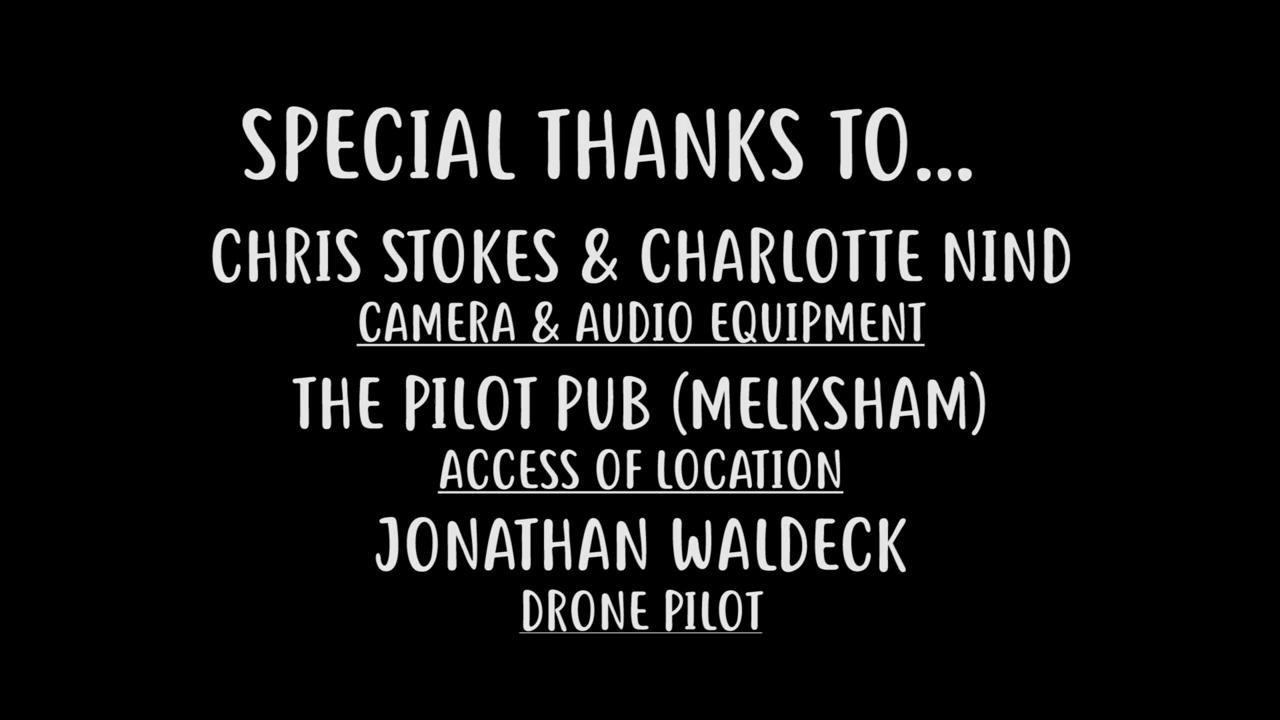 SPECIAL THANKS TO...
CHRIS STOKES & CHARLOTTE NIND
CAMERA & AUDIO EQUIPMENT
THE PILOT PUB (MELKSHAM)
ACCESS OF LOCATION
JONATHAN WALDECK
DRONE PILOT